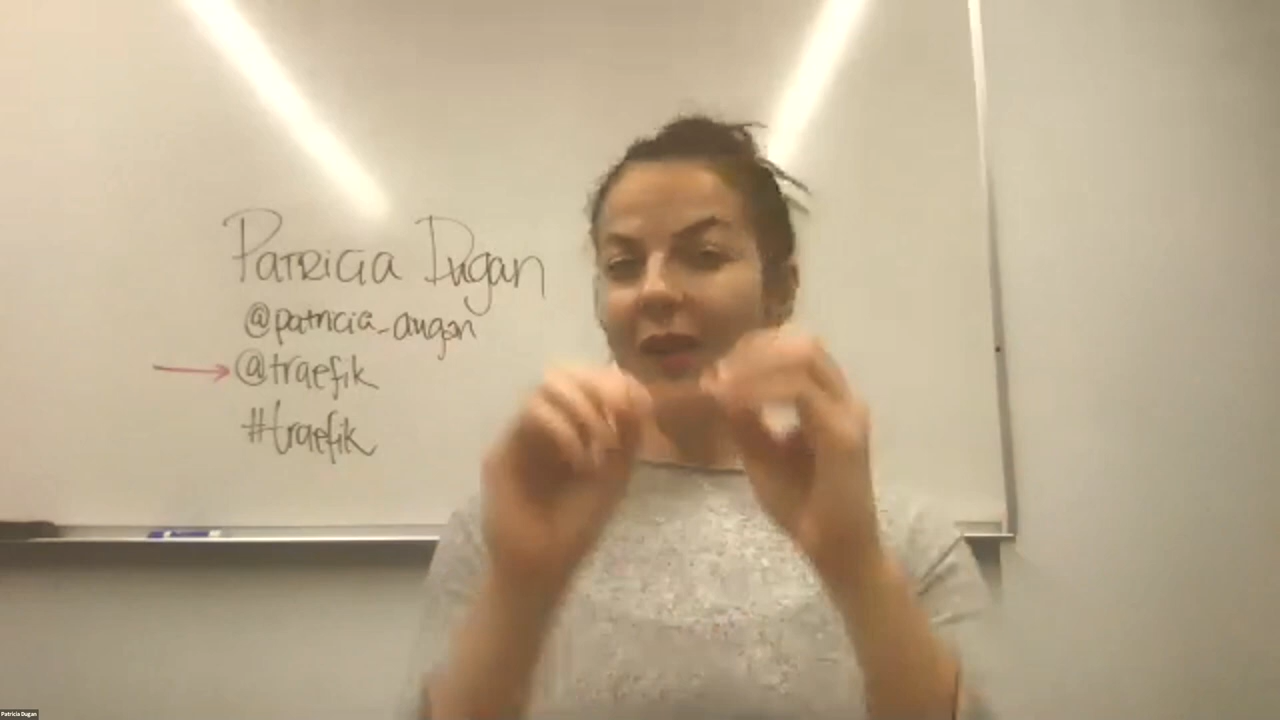 Patricia Dugan
@patricia_dugan
@traefik
#traefik
Patricia Dugan